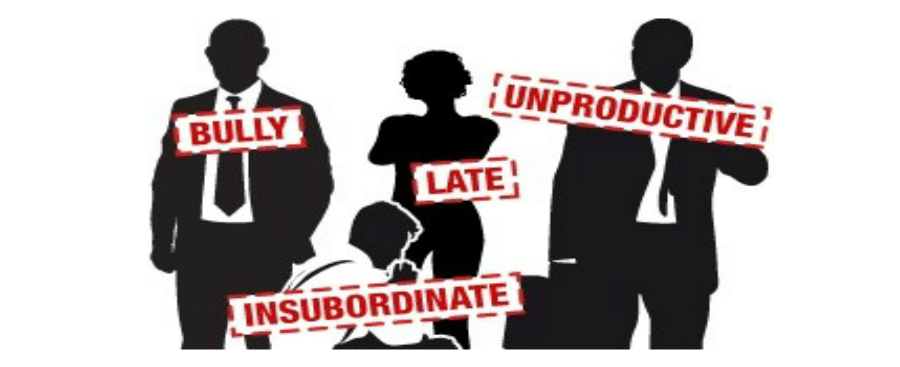 BULLY
UNPRODUCTIVE
LATE
INSUBORDINATE